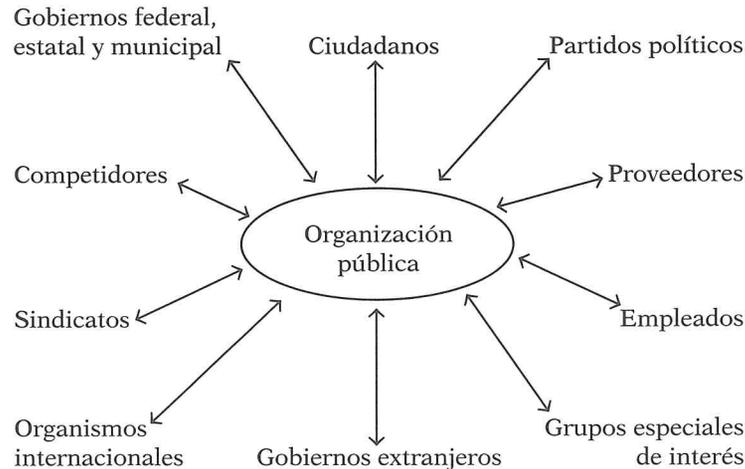 Gobiernos federal,
estatal y municipal
Ciudadanos
Partidos políticos
Competidores
Proveedores
Organización
pública
Sindicatos
Empleados
Organismos
internacionales
Gobiernos extranjeros
Grupos especiales
de interés